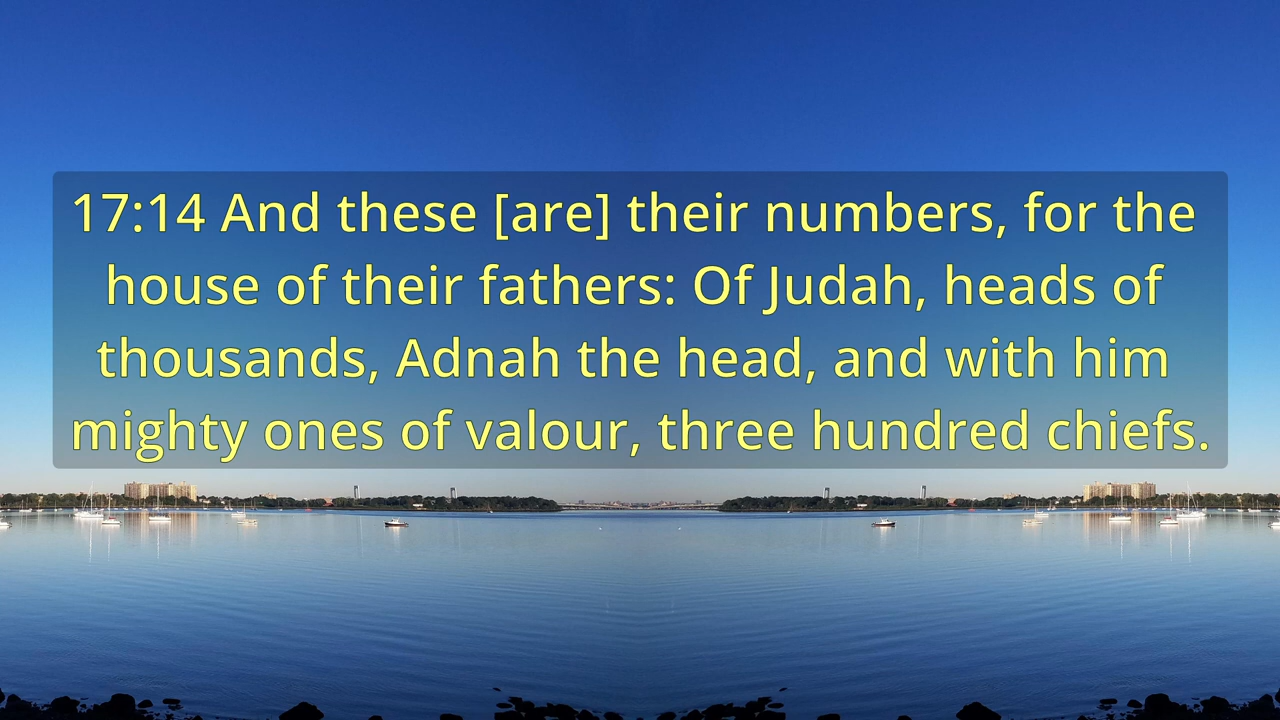 17:14 And these [are] their numbers, for the
house of their fathers: Of Judah, heads of
thousands, Adnah the head, and with him
mighty ones of valour, three hundred chiefs.